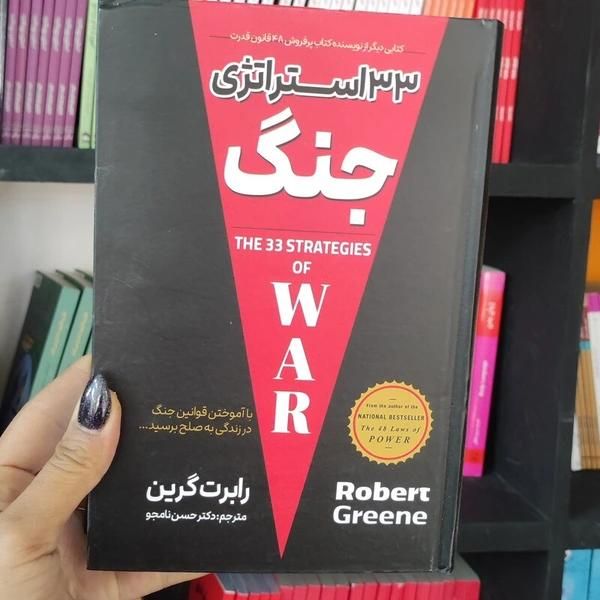 کتابی دیگر از نویسنده کتاب پرفروش ۴۸ قانون قدرت
۳۳ استراتژی
جنگ
THE 33 STRATEGIES
OF
WAR
با آموختن قوانین جنگ
در زندگی به صلح برسید...
From the author of the
NATIONAL BESTSELLER
The 48 Laws of
POWER
رابرت گرین
مترجم: دکتر حسن نامجو
Robert
Greene